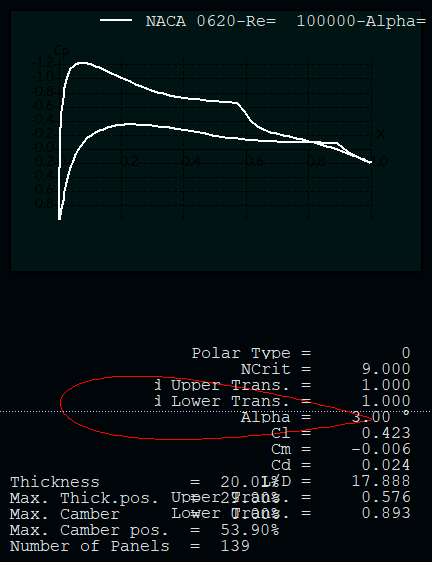 NACA 0620-Re=  100000-Alpha=
Cp
-1.2
-1.0
-0.8
-0.6
-0.4
-0.2
-0.0
X
0.2 0.2 0.6 0.8 1.0
0.4
0.6
0.8
Polar Type = 0
NCrit = 9.000
d Upper Trans. = 1.000
d Lower Trans. = 1.000
Alpha = 3.00 °
Cl = 0.423
Cm = -0.006
Cd = 0.024
L/D = 17.888
Upper Trans. = 0.576
Lower Trans. = 0.893
Thickness = 20.01%
Max. Thick.pos. = 29.90%
Max. Camber = 0.00%
Max. Camber pos. = 53.90%
Number of Panels = 139